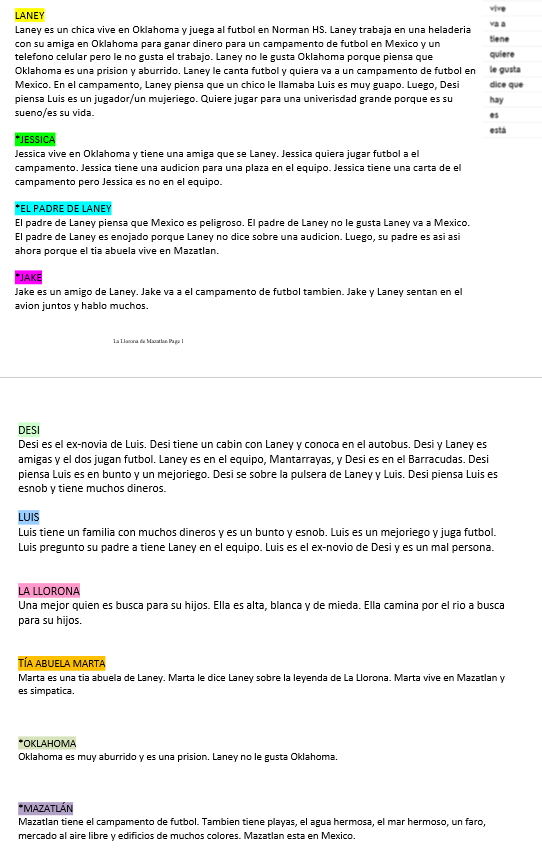 LANEY
Laney es un chica vive en Oklahoma y juega al futbol en Norman HS. Laney trabaja en una heladeria
con su amiga en Oklahoma para ganar dinero para un campamento de futbol en Mexico y un
telefono celular pero le no gusta el trabajo. Laney no le gusta Oklahoma porque piensa que
Oklahoma es una prision y aburrido. Laney le canta futbol y quiera va a un campamento de futbol en
Mexico. En el campamento, Laney piensa que un chico le llamaba Luis es muy guapo. Luego, Desi
piensa Luis es un jugador/un mujeriego. Quiere jugar para una univerisdad grande porque es su
sueno/es su vida.
vive
va a
tiene
quiere
le gusta
dice que
hay
es
está
*JESSICA
Jessica vive en Oklahoma y tiene una amiga que se Laney. Jessica quiera jugar futbol a el
campamento. Jessica tiene una audicion para una plaza en el equipo. Jessica tiene una carta de el
campamento pero Jessica es no en el equipo.
*EL PADRE DE LANEY
El padre de Laney piensa que Mexico es peligroso. El padre de Laney no le gusta Laney va a Mexico.
El padre de Laney es enojado porque Laney no dice sobre una audicion. Luego, su padre es asi asi
ahora porque el tia abuela vive en Mazatlan.
*JAKE
Jake es un amigo de Laney. Jake va a el campamento de futbol tambien. Jake y Laney sentan en el
avion juntos y hablo muchos.
La Llorona de Mazatlan Page 1
DESI
Desi es el ex-novia de Luis. Desi tiene un cabin con Laney y conoca en el autobus. Desi y Laney es
amigas y el dos jugan futbol. Laney es en el equipo, Mantarrayas, y Desi es en el Barracudas. Desi
piensa Luis es en bunto y un mejoriego. Desi se sobre la pulsera de Laney y Luis. Desi piensa Luis es
esnob y tiene muchos dineros.
LUIS
Luis tiene un familia con muchos dineros y es un bunto y esnob. Luis es un mejoriego y juga futbol.
Luis pregunto su padre a tiene Laney en el equipo. Luis es el ex-novio de Desi y es un mal persona.
LA LLORONA
Una mejor quien es busca para su hijos. Ella es alta, blanca y de mieda. Ella camina por el rio a busca
para su hijos.
TÍA ABUELA MARTA
Marta es una tia abuela de Laney. Marta le dice Laney sobre la leyenda de La Llorona. Marta vive en Mazatlan y
es simpatica.
*OKLAHOMA
Oklahoma es muy aburrido y es una prision. Laney no le gusta Oklahoma.
*MAZATLÁN
Mazatlan tiene el campamento de futbol. Tambien tiene playas, el agua hermosa, el mar hermoso, un faro,
mercado al aire libre y edificios de muchos colores. Mazatlan esta en Mexico.